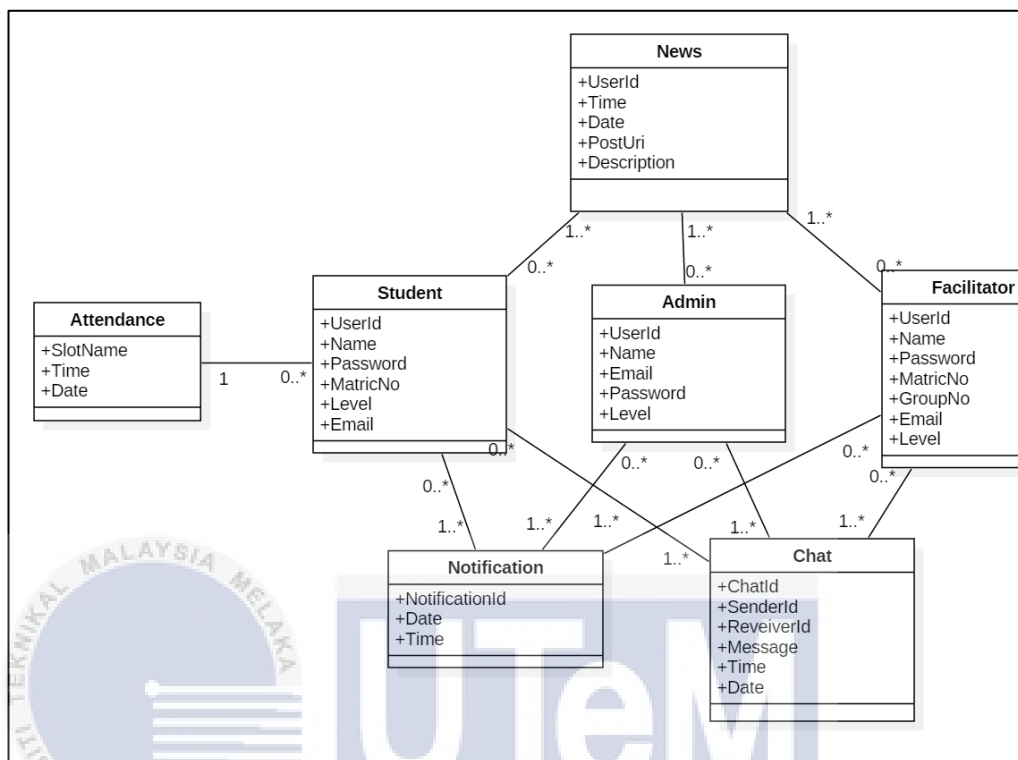 News
+UserId
+Time
+Date
+PostUri
+Description
1..*
1..*
1..*
0..*
0..*
0..*
Attendance
+SlotName
+Time
+Date
1
0..*
Student
+UserId
+Name
+Password
+MatricNo
+Level
+Email
Admin
+UserId
+Name
+Email
+Password
+Level
Facilitator
+UserId
+Name
+Password
+MatricNo
+GroupNo
+Email
+Level
0..*
0..*
0..*
0..*
0..*
0..*
1..*
1..*
1..*
1..*
1..*
1..*
Notification
+NotificationId
+Date
+Time
Chat
+ChatId
+SenderId
+ReveiverId
+Message
+Time
+Date
TEKNIKAL MALAYSIA MELAKA
UTeM